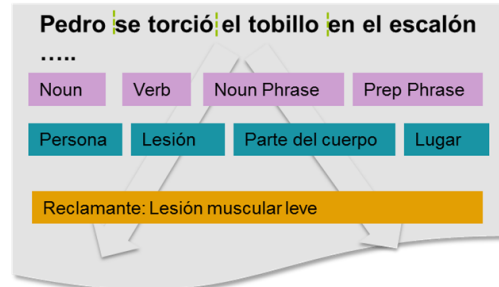 Pedro se torció el tobillo en el escalón
.....
Noun Verb Noun Phrase Prep Phrase
Persona Lesión Parte del cuerpo Lugar
Reclamante: Lesión muscular leve